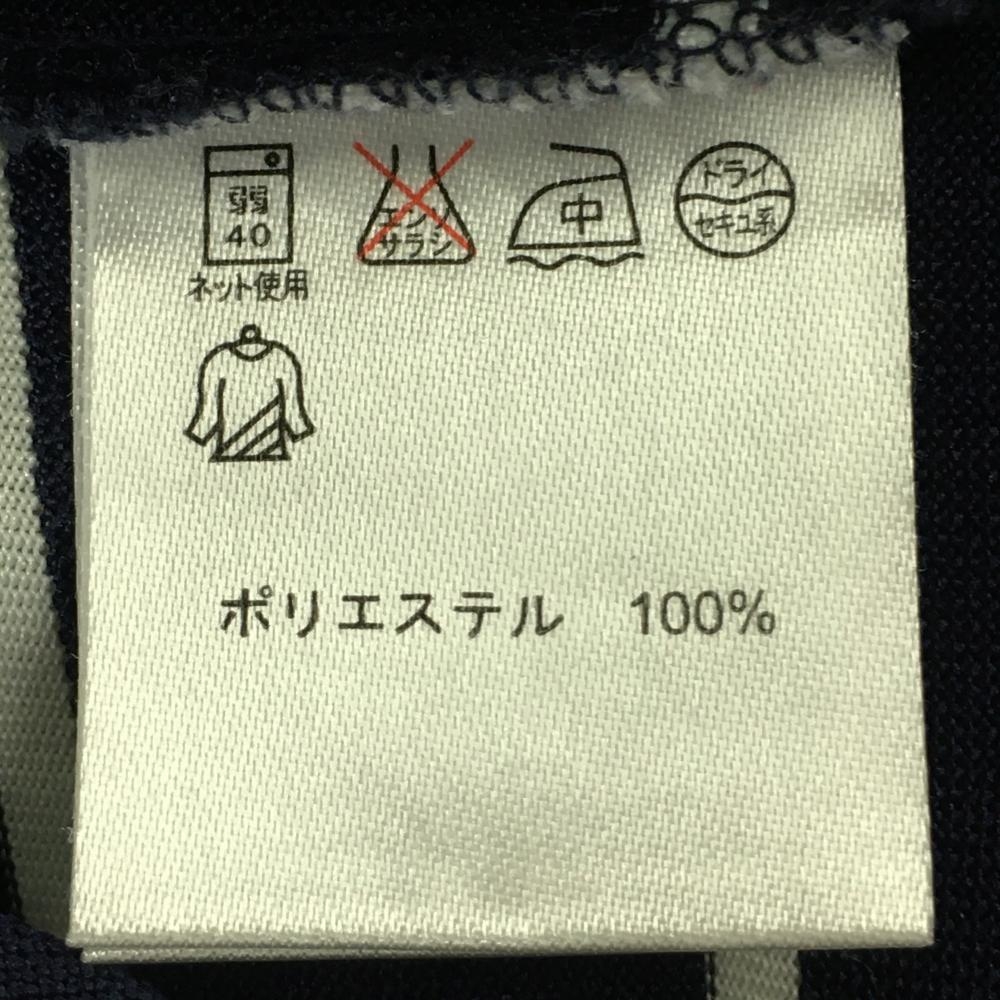 弱
40
ネット使用
エンソ
サラシ
中
ドライ
セキユ系
ポリエステル 100%